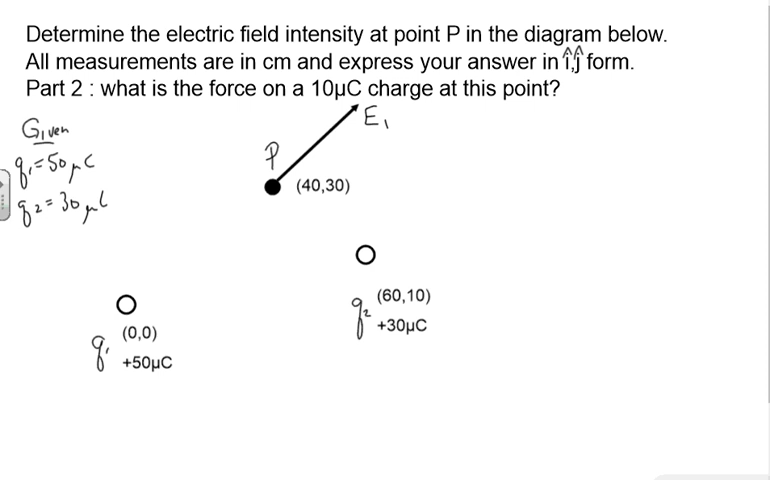 Determine the electric field intensity at point P in the diagram below.
All measurements are in cm and express your answer in î,ĵ form.
Part 2 : what is the force on a 10µC charge at this point?
Given
q₁=50µC
q₂=30µC
E₁
P
(40,30)
(60,10)
q₂
+30µC
(0,0)
q₁
+50µC